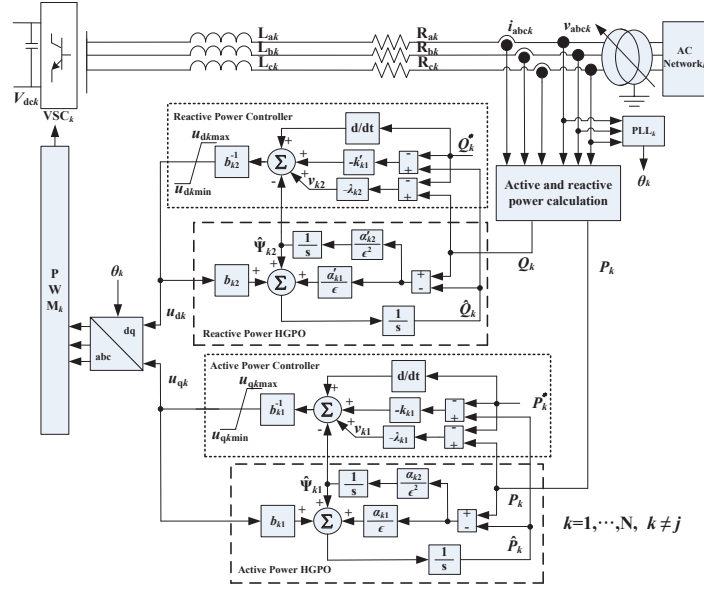 L_ak R_ak i_abck v_abck
L_bk R_bk
L_ck R_ck
AC Network_k
V_dck
VSC_k
PLL_k
θ_k
Reactive Power Controller
u_dkmax
u_dkmin
b_k2^-1
Σ
d/dt
-k'_k1
-λ_k2
v_k2
+ + + - - + - +
Q_k^*
Active and reactive power calculation
Q_k
P_k
Ψ̂_k2
1/s
α'_k2/ϵ²
b_k2
Σ
α'_k1/ϵ
+ + + + -
1/s
Q̂_k
Reactive Power HGPO
PWM_k
θ_k
dq
abc
u_dk
u_qk
Active Power Controller
u_qkmax
u_qkmin
b_k1^-1
Σ
d/dt
-k_k1
-λ_k1
v_k1
+ + + - - + - +
P_k^*
Ψ̂_k1
1/s
α_k2/ϵ²
b_k1
Σ
α_k1/ϵ
+ + + + -
P_k
1/s
P̂_k
Active Power HGPO
k=1,···,N, k≠j